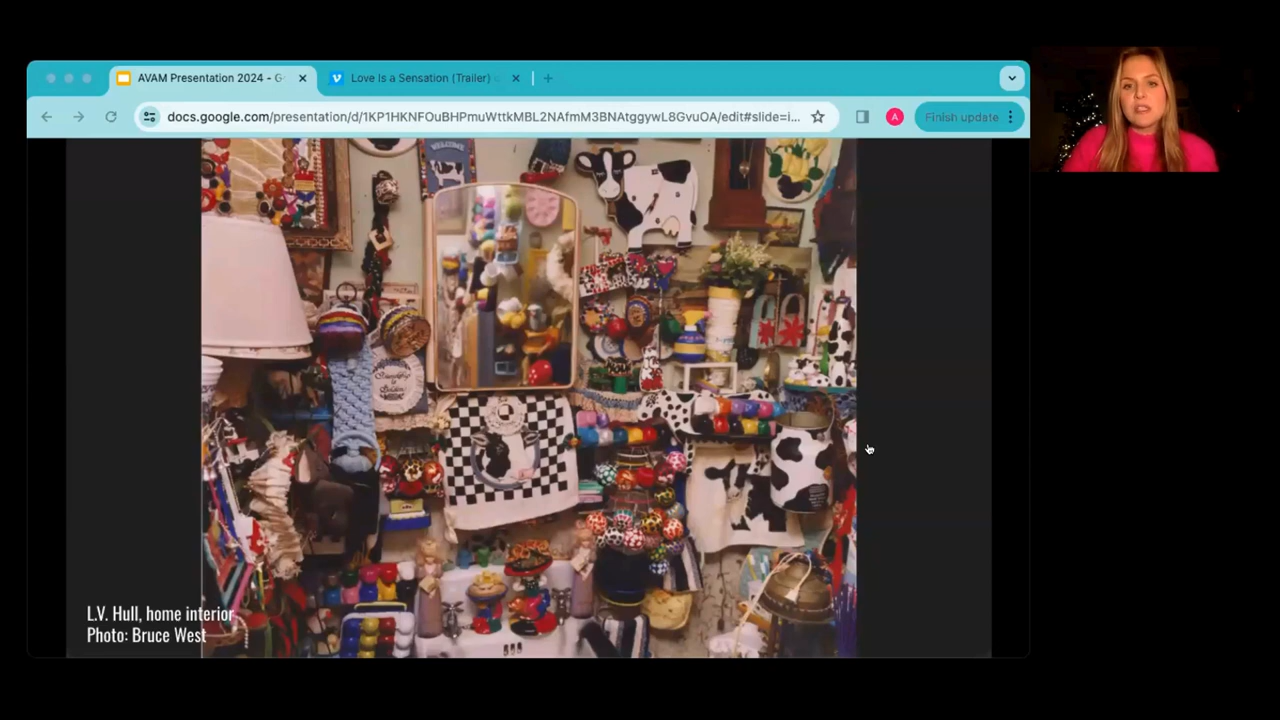 AVAM Presentation 2024 - G
Love Is a Sensation (Trailer)
docs.google.com/presentation/d/1KP1HKNFOuBHPmuWttkMBL2NAfmM3BNAtggywL8GvuOA/edit#slide=i...
A
Finish update
WELCOME
L.V. Hull, home interior
Photo: Bruce West